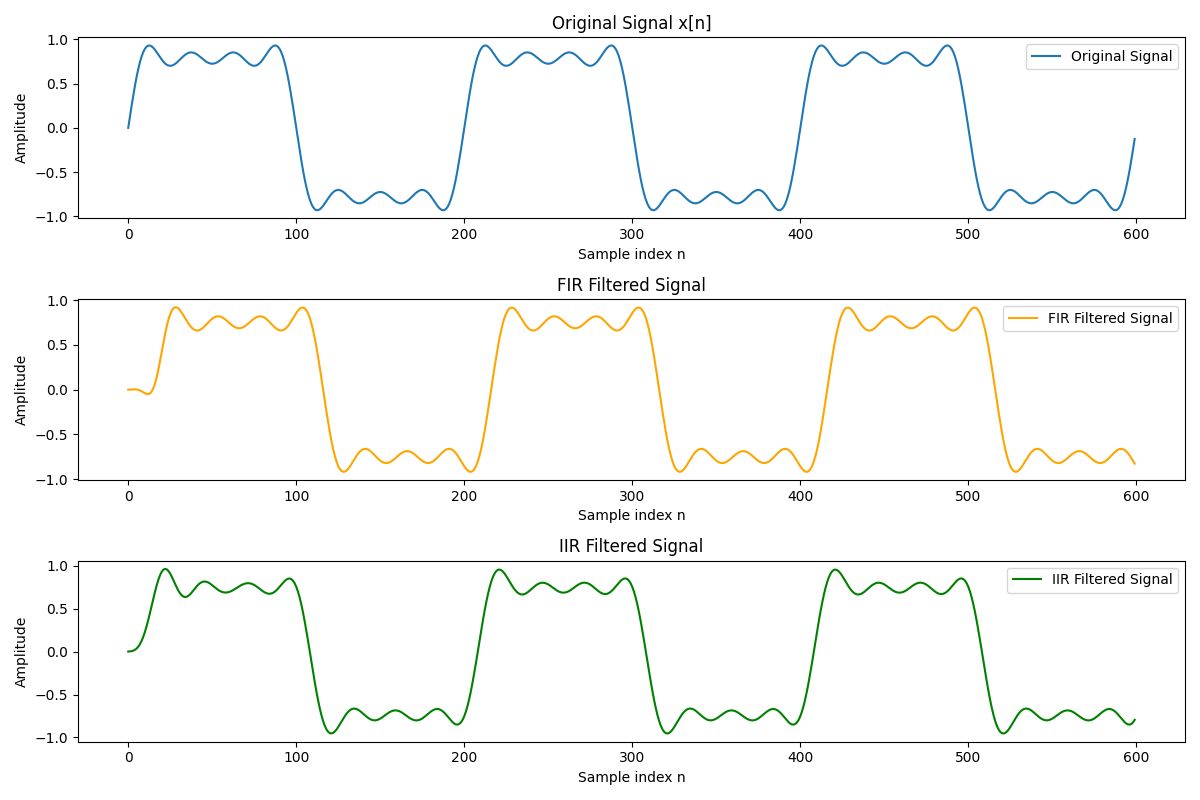 Original Signal x[n]
Amplitude
1.0
0.5
0.0
−0.5
−1.0
Original Signal
0 100 200 300 400 500 600
Sample index n
FIR Filtered Signal
Amplitude
1.0
0.5
0.0
−0.5
−1.0
FIR Filtered Signal
0 100 200 300 400 500 600
Sample index n
IIR Filtered Signal
Amplitude
1.0
0.5
0.0
−0.5
−1.0
IIR Filtered Signal
0 100 200 300 400 500 600
Sample index n